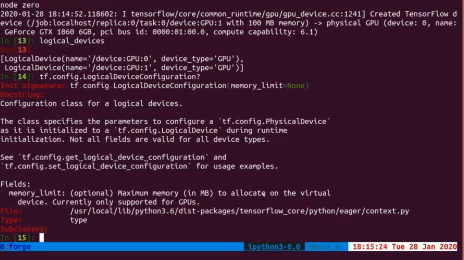 node zero
2020-01-28 18:14:52.118602: I tensorflow/core/common_runtime/gpu/gpu_device.cc:1241] Created TensorFlow d
evice (/job:localhost/replica:0/task:0/device:GPU:1 with 100 MB memory) -> physical GPU (device: 0, name:
GeForce GTX 1060 6GB, pci bus id: 0000:01:00.0, compute capability: 6.1)
In [13]: logical_devices
Out[13]:
[LogicalDevice(name='/device:GPU:0', device_type='GPU'),
LogicalDevice(name='/device:GPU:1', device_type='GPU')]
In [14]: tf.config.LogicalDeviceConfiguration?
Init signature: tf.config.LogicalDeviceConfiguration(memory_limit=None)
Docstring:
Configuration class for a logical devices.
The class specifies the parameters to configure a `tf.config.PhysicalDevice`
as it is initialized to a `tf.config.LogicalDevice` during runtime
initialization. Not all fields are valid for all device types.
See `tf.config.get_logical_device_configuration` and
`tf.config.set_logical_device_configuration` for usage examples.
Fields:
memory_limit: (optional) Maximum memory (in MB) to allocate on the virtual
device. Currently only supported for GPUs.
File: /usr/local/lib/python3.6/dist-packages/tensorflow_core/python/eager/context.py
Type: type
Subclasses:
In [15]:
0 forge ipython3-0.0 18:15:24 Tue 28 Jan 2020